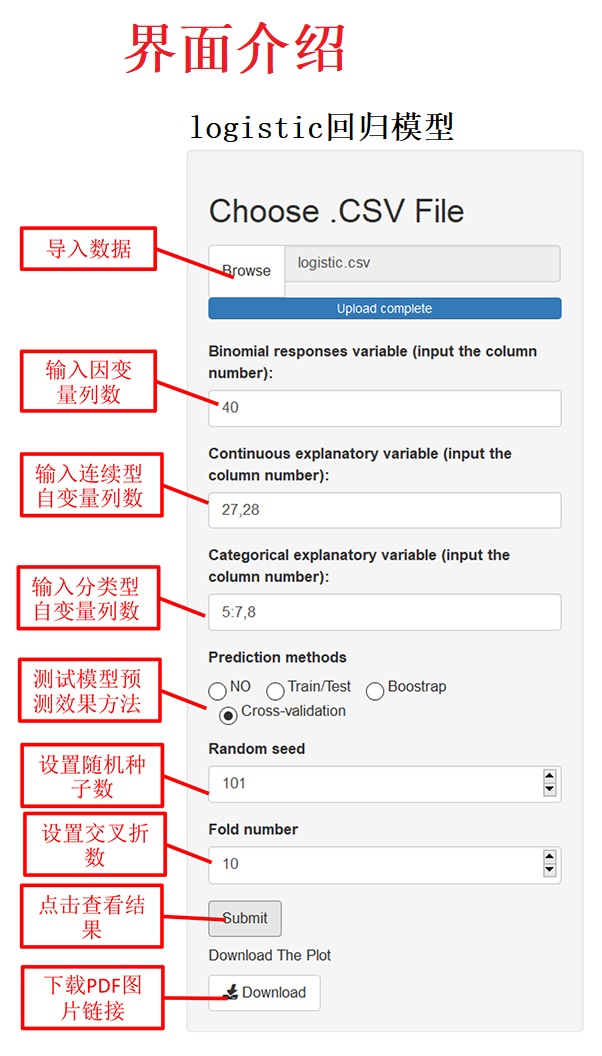 界面介绍
logistic回归模型
Choose .CSV File
导入数据
Browse
logistic.csv
Upload complete
Binomial responses variable (input the column
number):
输入因变
量列数
40
Continuous explanatory variable (input the
column number):
输入连续型
自变量列数
27,28
Categorical explanatory variable (input the
column number):
输入分类型
自变量列数
5:7,8
Prediction methods
测试模型预
测效果方法
NO Train/Test Boostrap
Cross-validation
Random seed
设置随机种
子数
101
Fold number
设置交叉折
数
10
点击查看结
果
Submit
Download The Plot
下载PDF图
片链接
Download